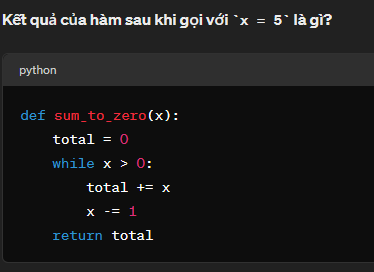 Kết quả của hàm sau khi gọi với `x = 5` là gì?
python
def sum_to_zero(x):
    total = 0
    while x > 0:
        total += x
        x -= 1
    return total